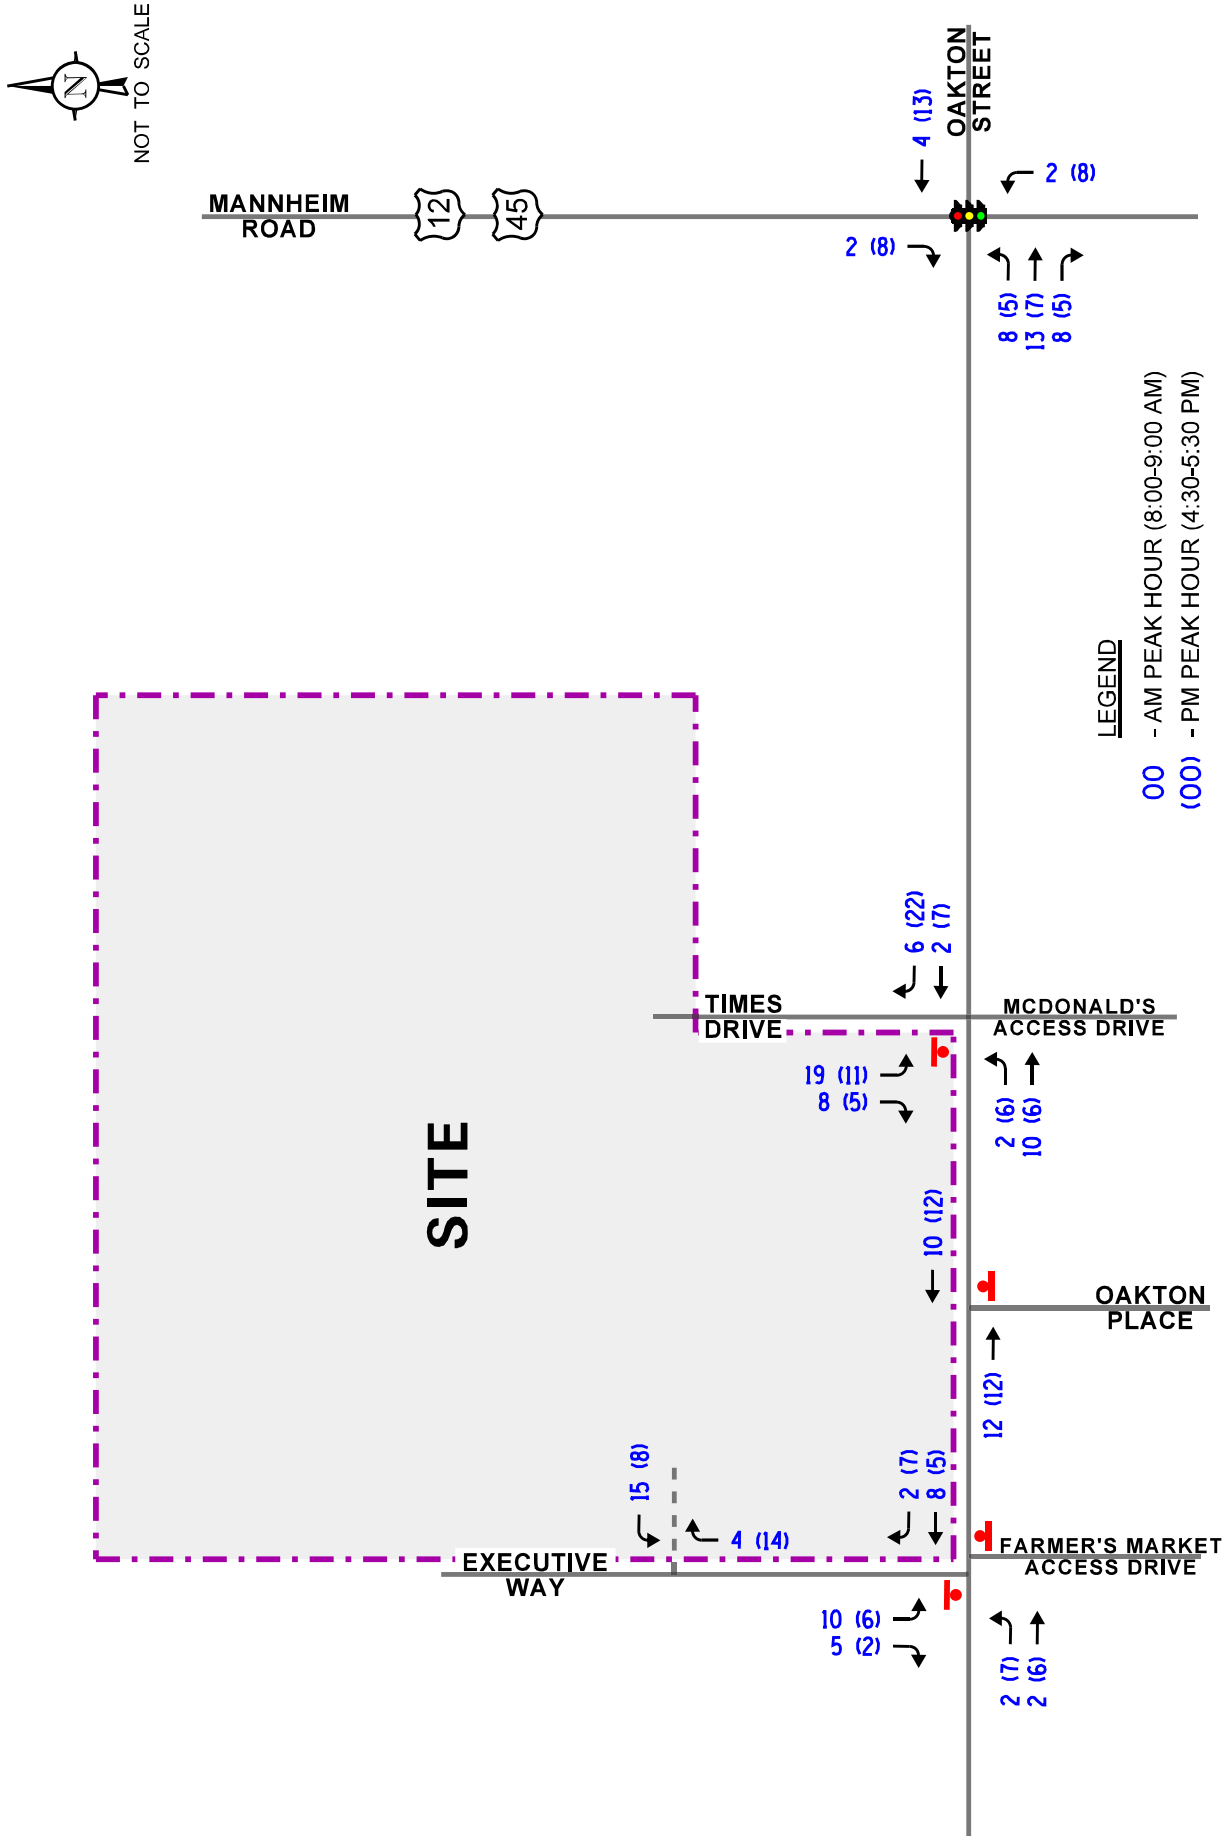 N
NOT TO SCALE
MANNHEIM
ROAD
12
45
OAKTON
STREET
4 (13)
2 (8)
2 (8)
8 (5)
13 (7)
8 (5)
LEGEND
00 - AM PEAK HOUR (8:00-9:00 AM)
(00) - PM PEAK HOUR (4:30-5:30 PM)
6 (22)
2 (7)
TIMES
DRIVE
MCDONALD'S
ACCESS DRIVE
19 (11)
8 (5)
2 (6)
10 (6)
SITE
10 (12)
OAKTON
PLACE
12 (12)
15 (8)
4 (14)
2 (7)
8 (5)
EXECUTIVE
WAY
FARMER'S MARKET
ACCESS DRIVE
10 (6)
5 (2)
2 (7)
2 (6)